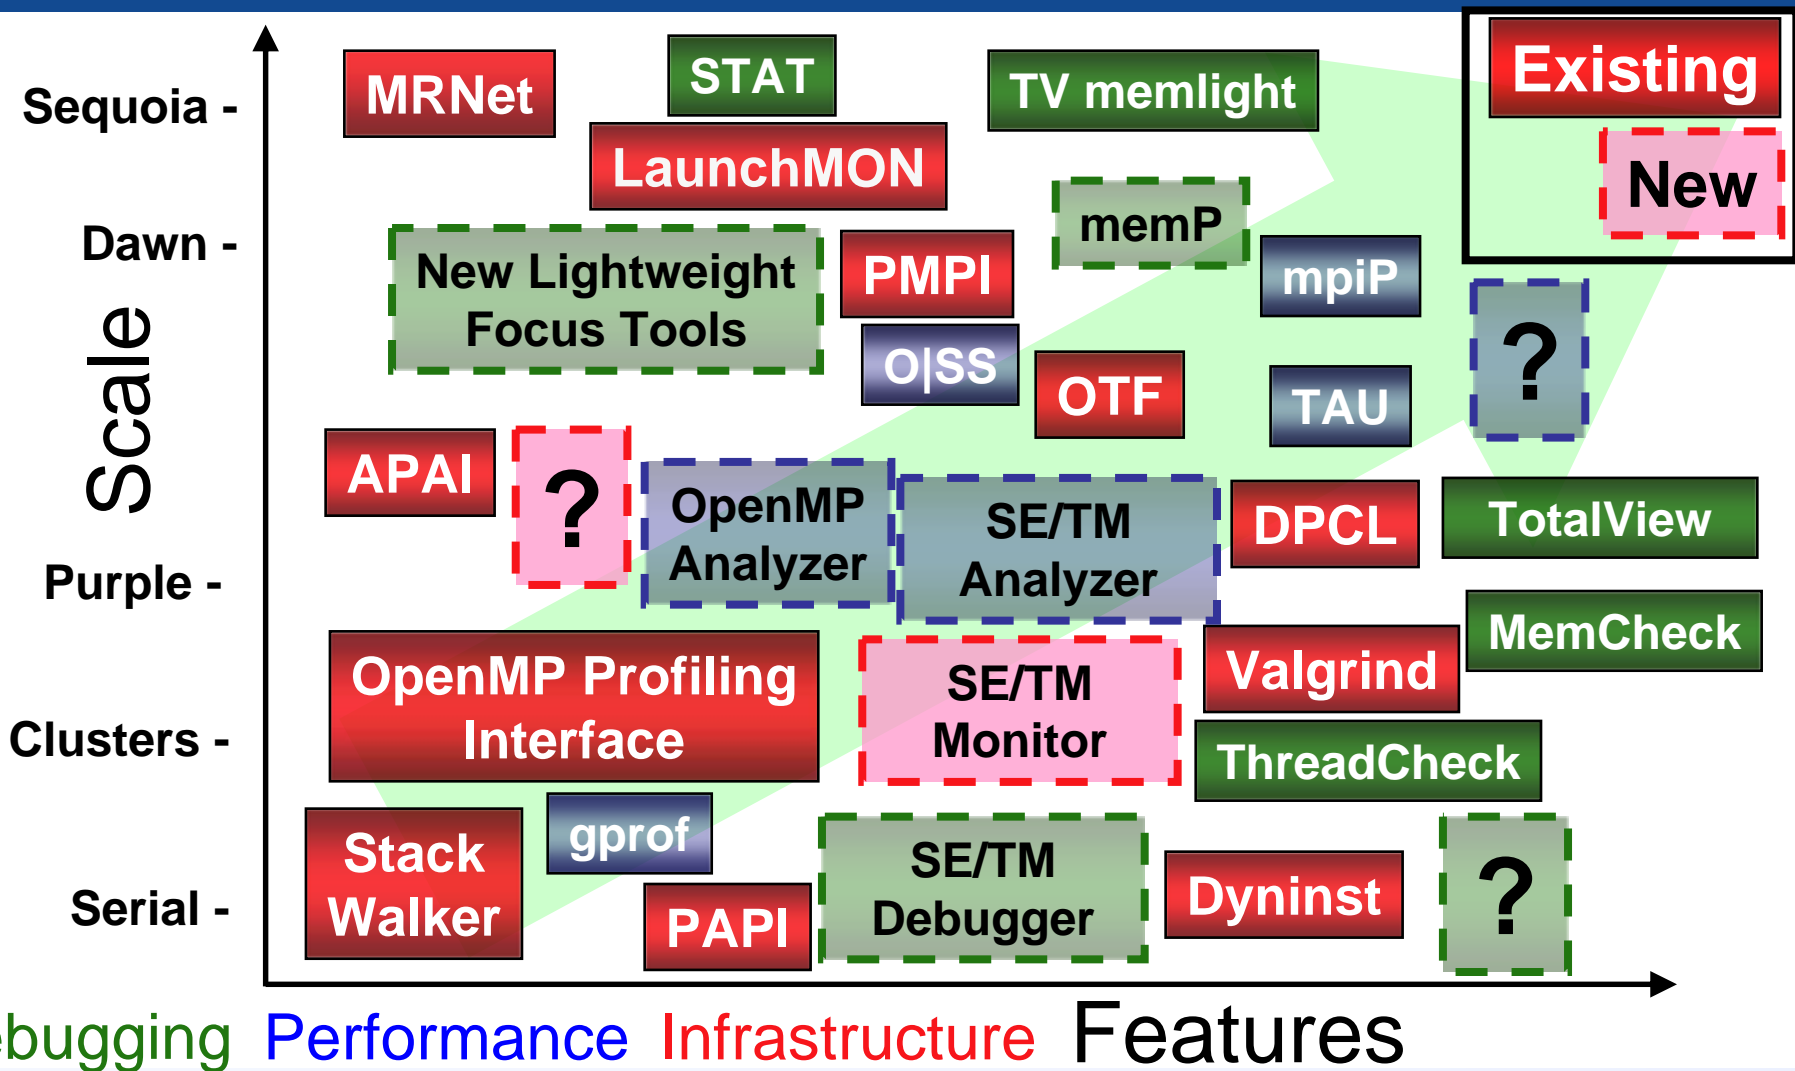 Existing
New
Sequoia -
MRNet
STAT
TV memlight
LaunchMON
Dawn -
New Lightweight
Focus Tools
PMPI
memP
mpiP
?
O|SS
OTF
TAU
Scale
APAI
?
OpenMP
Analyzer
SE/TM
Analyzer
DPCL
TotalView
Purple -
MemCheck
OpenMP Profiling
Interface
SE/TM
Monitor
Valgrind
Clusters -
ThreadCheck
Stack
Walker
gprof
SE/TM
Debugger
?
Serial -
PAPI
Dyninst
ebugging Performance Infrastructure Features